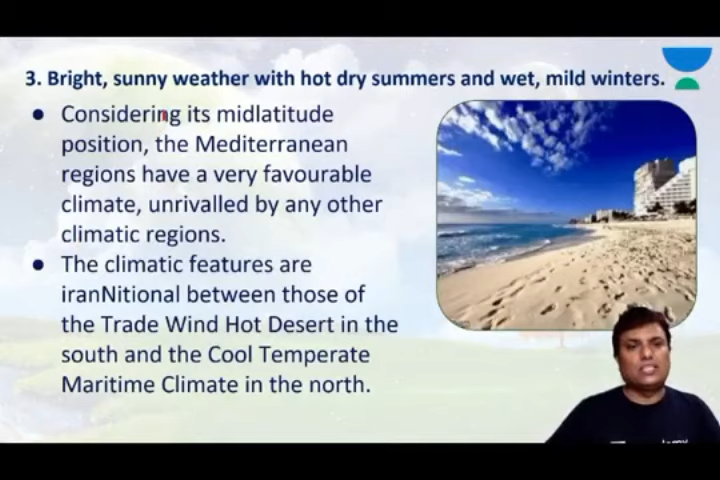 3. Bright, sunny weather with hot dry summers and wet, mild winters.
● Considering its midlatitude
position, the Mediterranean
regions have a very favourable
climate, unrivalled by any other
climatic regions.
● The climatic features are
iranNitional between those of
the Trade Wind Hot Desert in the
south and the Cool Temperate
Maritime Climate in the north.